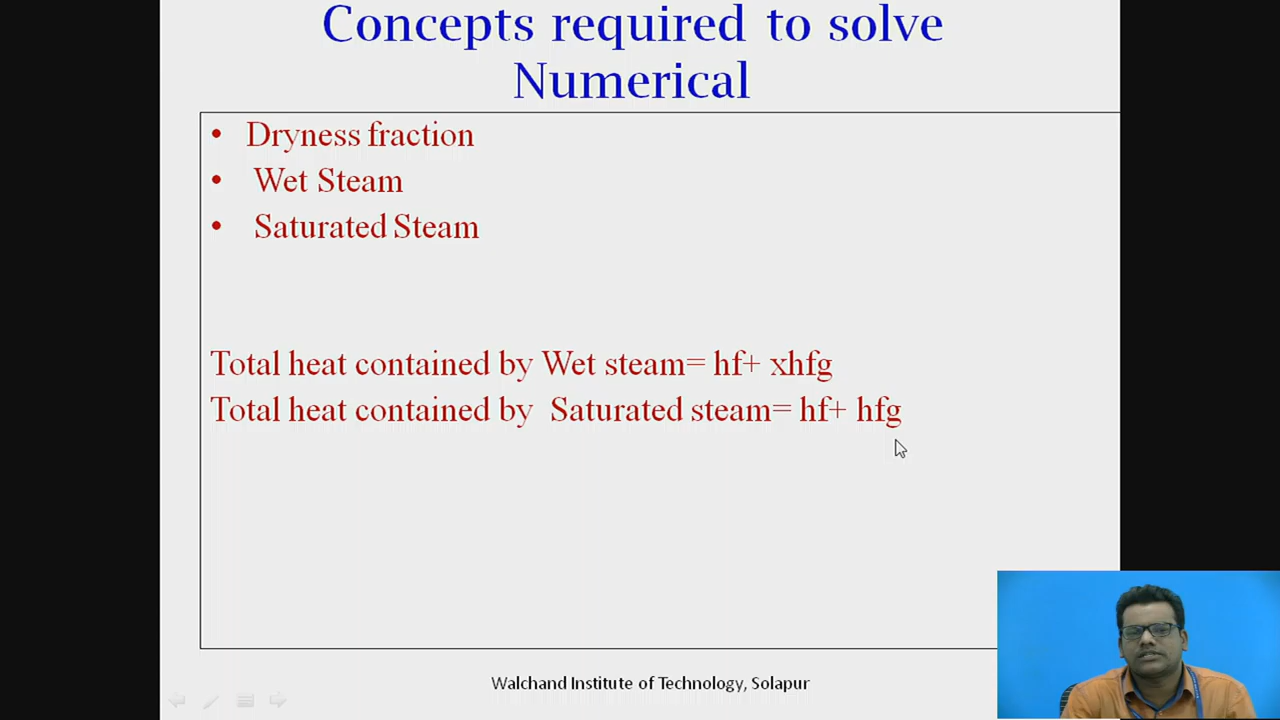 Concepts required to solve
Numerical
• Dryness fraction
• Wet Steam
• Saturated Steam
Total heat contained by Wet steam= hf+ xhfg
Total heat contained by Saturated steam= hf+ hfg
Walchand Institute of Technology, Solapur